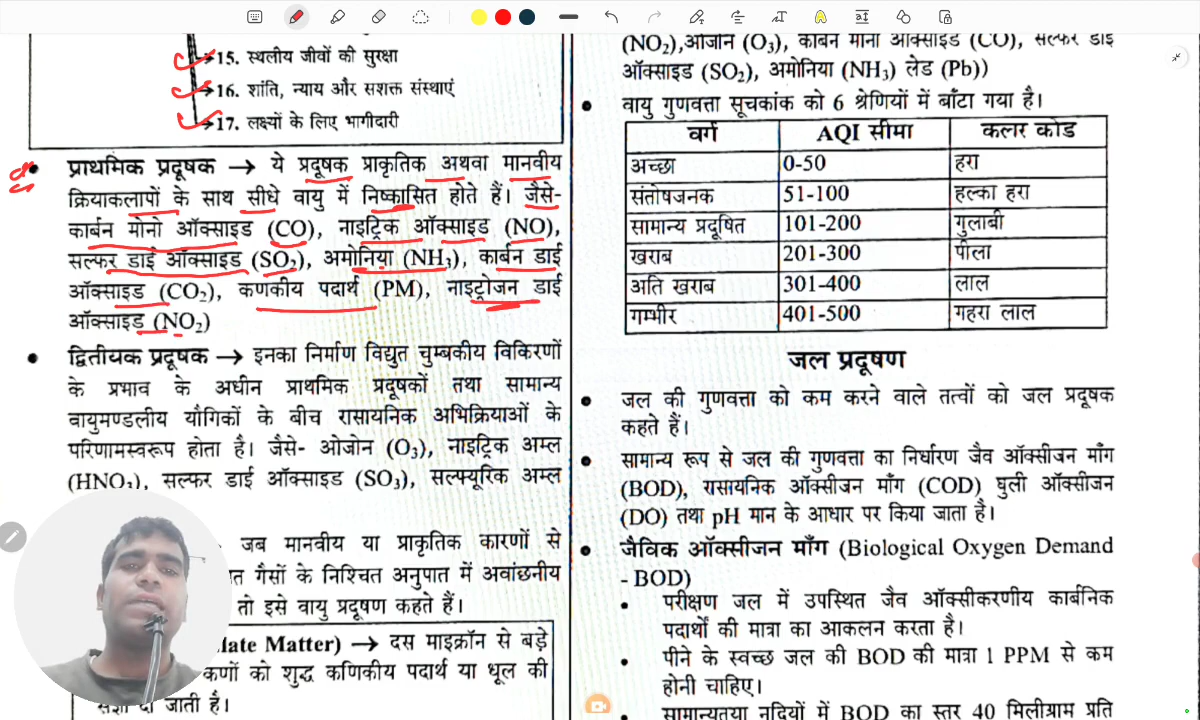 15. स्थलीय जीवों की सुरक्षा
16. शांति, न्याय और सशक्त संस्थाएं
17. लक्ष्यों के लिए भागीदारी
• प्राथमिक प्रदूषक → ये प्रदूषक प्राकृतिक अथवा मानवीय
क्रियाकलापों के साथ सीधे वायु में निष्कासित होते हैं। जैसे-
कार्बन मोनो ऑक्साइड (CO), नाइट्रिक ऑक्साइड (NO),
सल्फर डाई ऑक्साइड (SO₂), अमोनिया (NH₃), कार्बन डाई
ऑक्साइड (CO₂), कणकीय पदार्थ (PM), नाइट्रोजन डाई
ऑक्साइड (NO₂)
• द्वितीयक प्रदूषक → इनका निर्माण विद्युत चुम्बकीय विकिरणों
के प्रभाव के अधीन प्राथमिक प्रदूषकों तथा सामान्य
वायुमण्डलीय यौगिकों के बीच रासायनिक अभिक्रियाओं के
परिणामस्वरूप होता है। जैसे- ओजोन (O₃), नाइट्रिक अम्ल
(HNO₃), सल्फर डाई ऑक्साइड (SO₃), सल्फ्यूरिक अम्ल
जब मानवीय या प्राकृतिक कारणों से
गैसों के निश्चित अनुपात में अवांछनीय
तो इसे वायु प्रदूषण कहते हैं।
Matter) → दस माइक्रॉन से बड़े
कणों को शुद्ध कणिकीय पदार्थ या धूल की
संज्ञा दी जाती है।
(NO₂),ओजोन (O₃), कार्बन मोनो ऑक्साइड (CO), सल्फर डाई
ऑक्साइड (SO₂), अमोनिया (NH₃) लेड (Pb))
• वायु गुणवत्ता सूचकांक को 6 श्रेणियों में बाँटा गया है।
वर्ग AQI सीमा कलर कोड
अच्छा 0-50 हरा
संतोषजनक 51-100 हल्का हरा
सामान्य प्रदूषित 101-200 गुलाबी
खराब 201-300 पीला
अति खराब 301-400 लाल
गम्भीर 401-500 गहरा लाल
जल प्रदूषण
• जल की गुणवत्ता को कम करने वाले तत्वों को जल प्रदूषक
कहते हैं।
• सामान्य रूप से जल की गुणवत्ता का निर्धारण जैव ऑक्सीजन माँग
(BOD), रासायनिक ऑक्सीजन माँग (COD) घुली ऑक्सीजन
(DO) तथा pH मान के आधार पर किया जाता है।
• जैविक ऑक्सीजन माँग (Biological Oxygen Demand
- BOD)
• परीक्षण जल में उपस्थित जैव ऑक्सीकरणीय कार्बनिक
पदार्थों की मात्रा का आकलन करता है।
• पीने के स्वच्छ जल की BOD की मात्रा 1 PPM से कम
होनी चाहिए।
• सामान्यतया नदियों में BOD का स्तर 40 मिलीग्राम प्रति